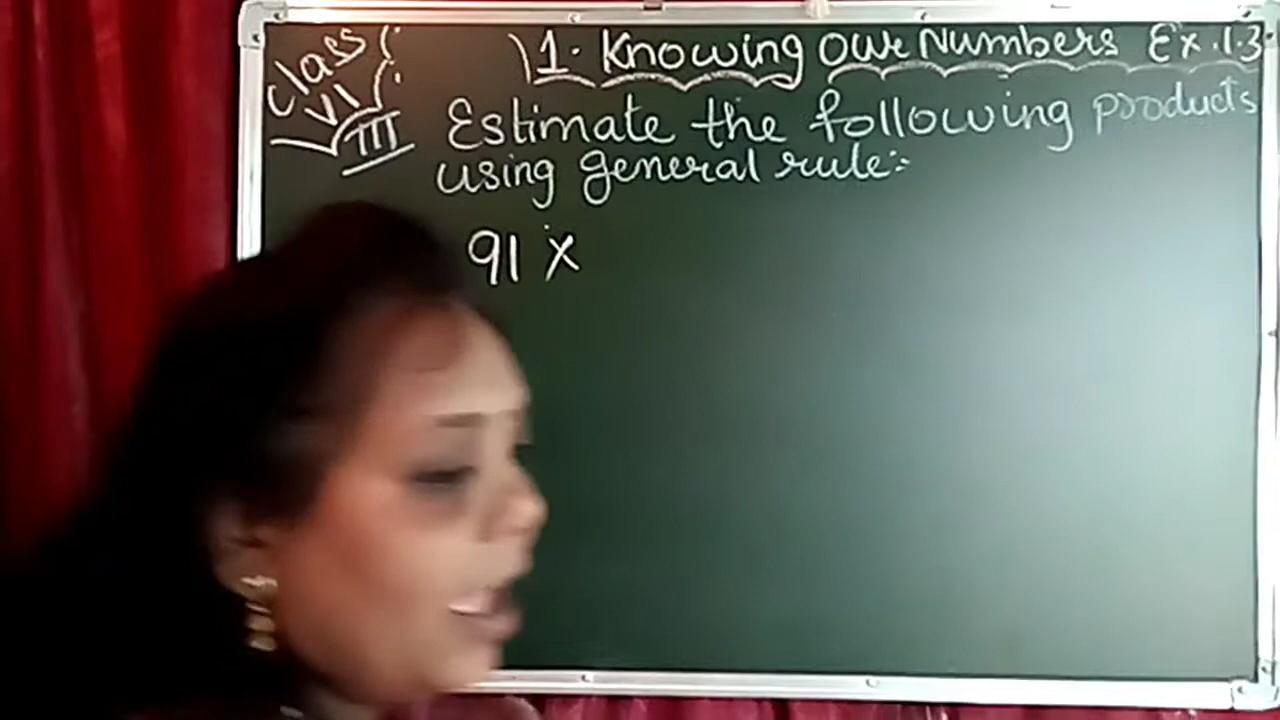 Class VI
1. Knowing Our Numbers Ex.1.3
III Estimate the following products
using general rule:-
91 x